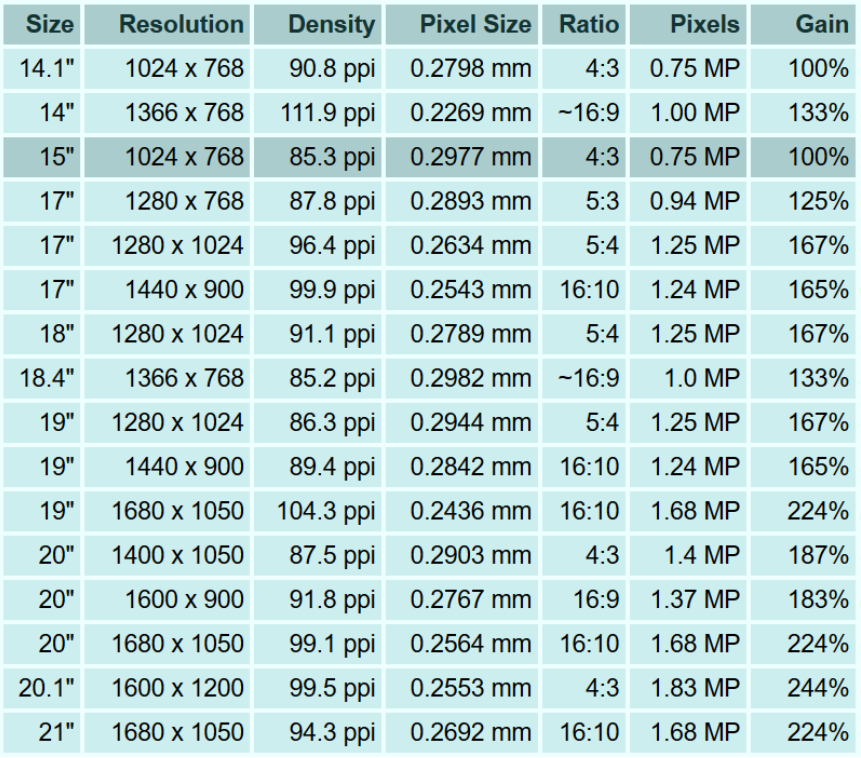 Size Resolution Density Pixel Size Ratio Pixels Gain
14.1" 1024 x 768 90.8 ppi 0.2798 mm 4:3 0.75 MP 100%
14" 1366 x 768 111.9 ppi 0.2269 mm ~16:9 1.00 MP 133%
15" 1024 x 768 85.3 ppi 0.2977 mm 4:3 0.75 MP 100%
17" 1280 x 768 87.8 ppi 0.2893 mm 5:3 0.94 MP 125%
17" 1280 x 1024 96.4 ppi 0.2634 mm 5:4 1.25 MP 167%
17" 1440 x 900 99.9 ppi 0.2543 mm 16:10 1.24 MP 165%
18" 1280 x 1024 91.1 ppi 0.2789 mm 5:4 1.25 MP 167%
18.4" 1366 x 768 85.2 ppi 0.2982 mm ~16:9 1.0 MP 133%
19" 1280 x 1024 86.3 ppi 0.2944 mm 5:4 1.25 MP 167%
19" 1440 x 900 89.4 ppi 0.2842 mm 16:10 1.24 MP 165%
19" 1680 x 1050 104.3 ppi 0.2436 mm 16:10 1.68 MP 224%
20" 1400 x 1050 87.5 ppi 0.2903 mm 4:3 1.4 MP 187%
20" 1600 x 900 91.8 ppi 0.2767 mm 16:9 1.37 MP 183%
20" 1680 x 1050 99.1 ppi 0.2564 mm 16:10 1.68 MP 224%
20.1" 1600 x 1200 99.5 ppi 0.2553 mm 4:3 1.83 MP 244%
21" 1680 x 1050 94.3 ppi 0.2692 mm 16:10 1.68 MP 224%